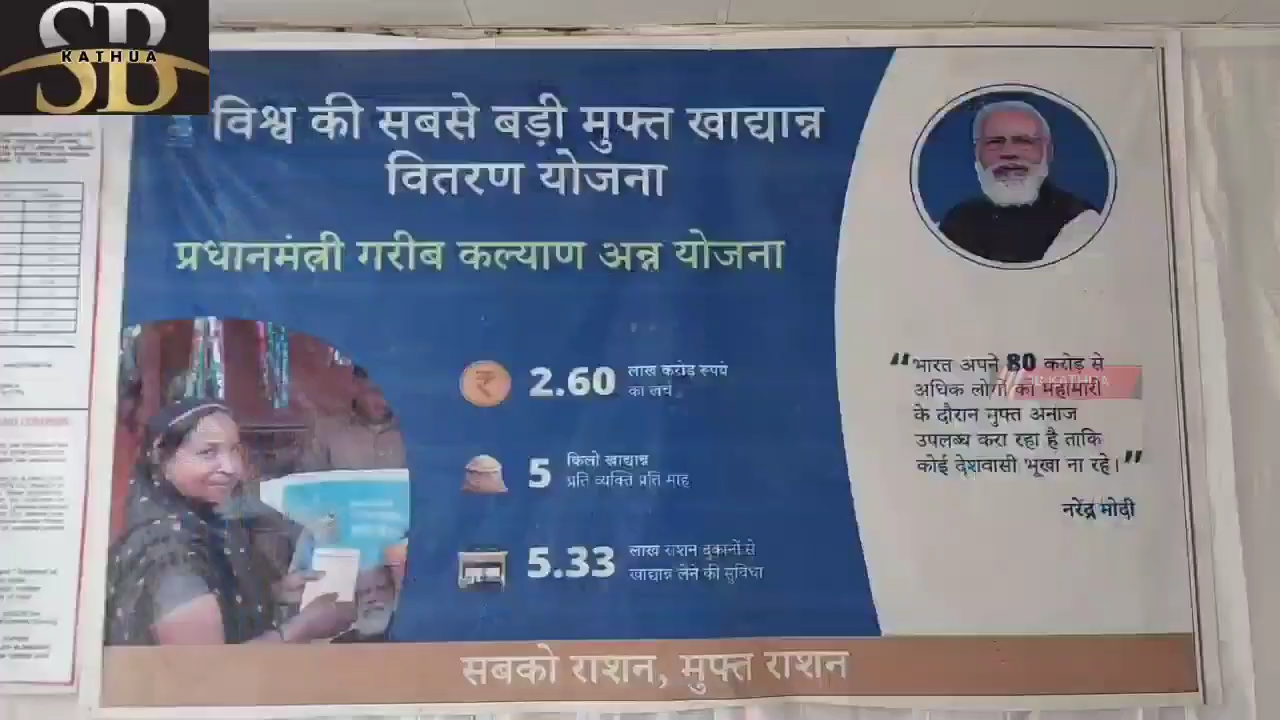 SB
KATHUA
विश्व की सबसे बड़ी मुफ्त खाद्यान्न
वितरण योजना
प्रधानमंत्री गरीब कल्याण अन्न योजना
2.60 लाख करोड़ रुपये
का खर्च
5 किलो खाद्यान्न
प्रति व्यक्ति प्रति माह
5.33 लाख राशन दुकानों से
खाद्यान्न लेने की सुविधा
“भारत अपने 80 करोड़ से
अधिक लोगों को महामारी
के दौरान मुफ्त अनाज
उपलब्ध करा रहा है ताकि
कोई देशवासी भूखा ना रहे।”
नरेंद्र मोदी
सबको राशन, मुफ्त राशन